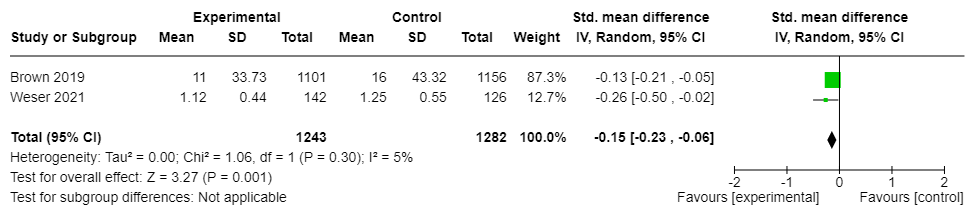 Experimental Control Std. mean difference Std. mean difference
Study or Subgroup Mean SD Total Mean SD Total Weight IV, Random, 95% CI IV, Random, 95% CI
Brown 2019 11 33.73 1101 16 43.32 1156 87.3% -0.13 [-0.21 , -0.05]
Weser 2021 1.12 0.44 142 1.25 0.55 126 12.7% -0.26 [-0.50 , -0.02]
Total (95% CI) 1243 1282 100.0% -0.15 [-0.23 , -0.06]
Heterogeneity: Tau² = 0.00; Chi² = 1.06, df = 1 (P = 0.30); I² = 5%
Test for overall effect: Z = 3.27 (P = 0.001) -2 -1 0 1 2
Test for subgroup differences: Not applicable Favours [experimental] Favours [control]